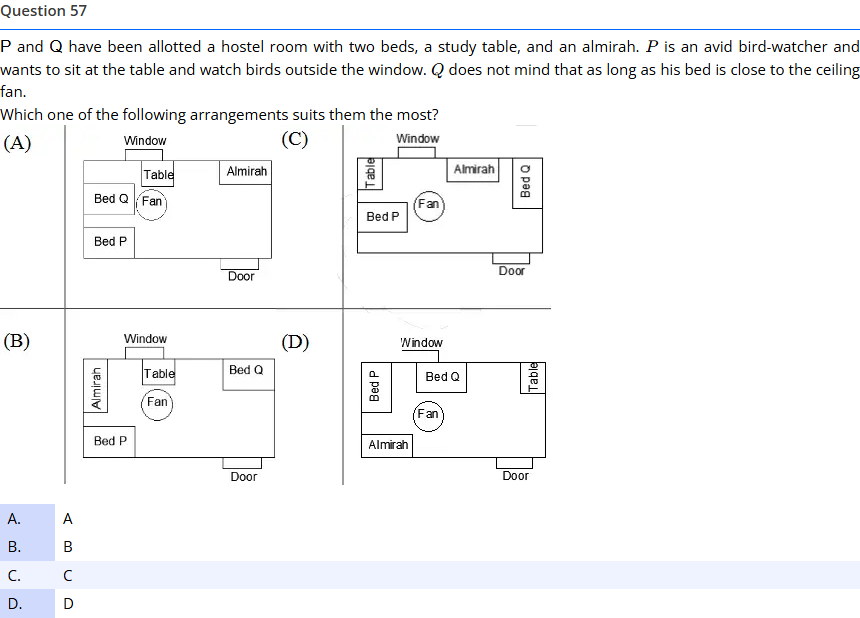 Question 57
P and Q have been allotted a hostel room with two beds, a study table, and an almirah. P is an avid bird-watcher and
wants to sit at the table and watch birds outside the window. Q does not mind that as long as his bed is close to the ceiling
fan.
Which one of the following arrangements suits them the most?
(A)
Window
Table
Almirah
Bed Q
Fan
Bed P
Door
(C)
Window
Table
Almirah
Bed Q
Fan
Bed P
Door
(B)
Window
Almirah
Table
Bed Q
Fan
Bed P
Door
(D)
Window
Bed P
Bed Q
Table
Fan
Almirah
Door
A. A
B. B
C. C
D. D